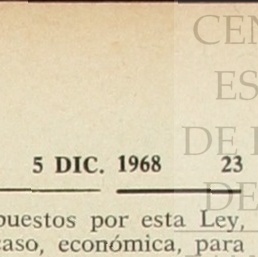 CEN
ES
DE
DE
5 DIC. 1968 23
puestos por esta Ley,
caso, económica, para